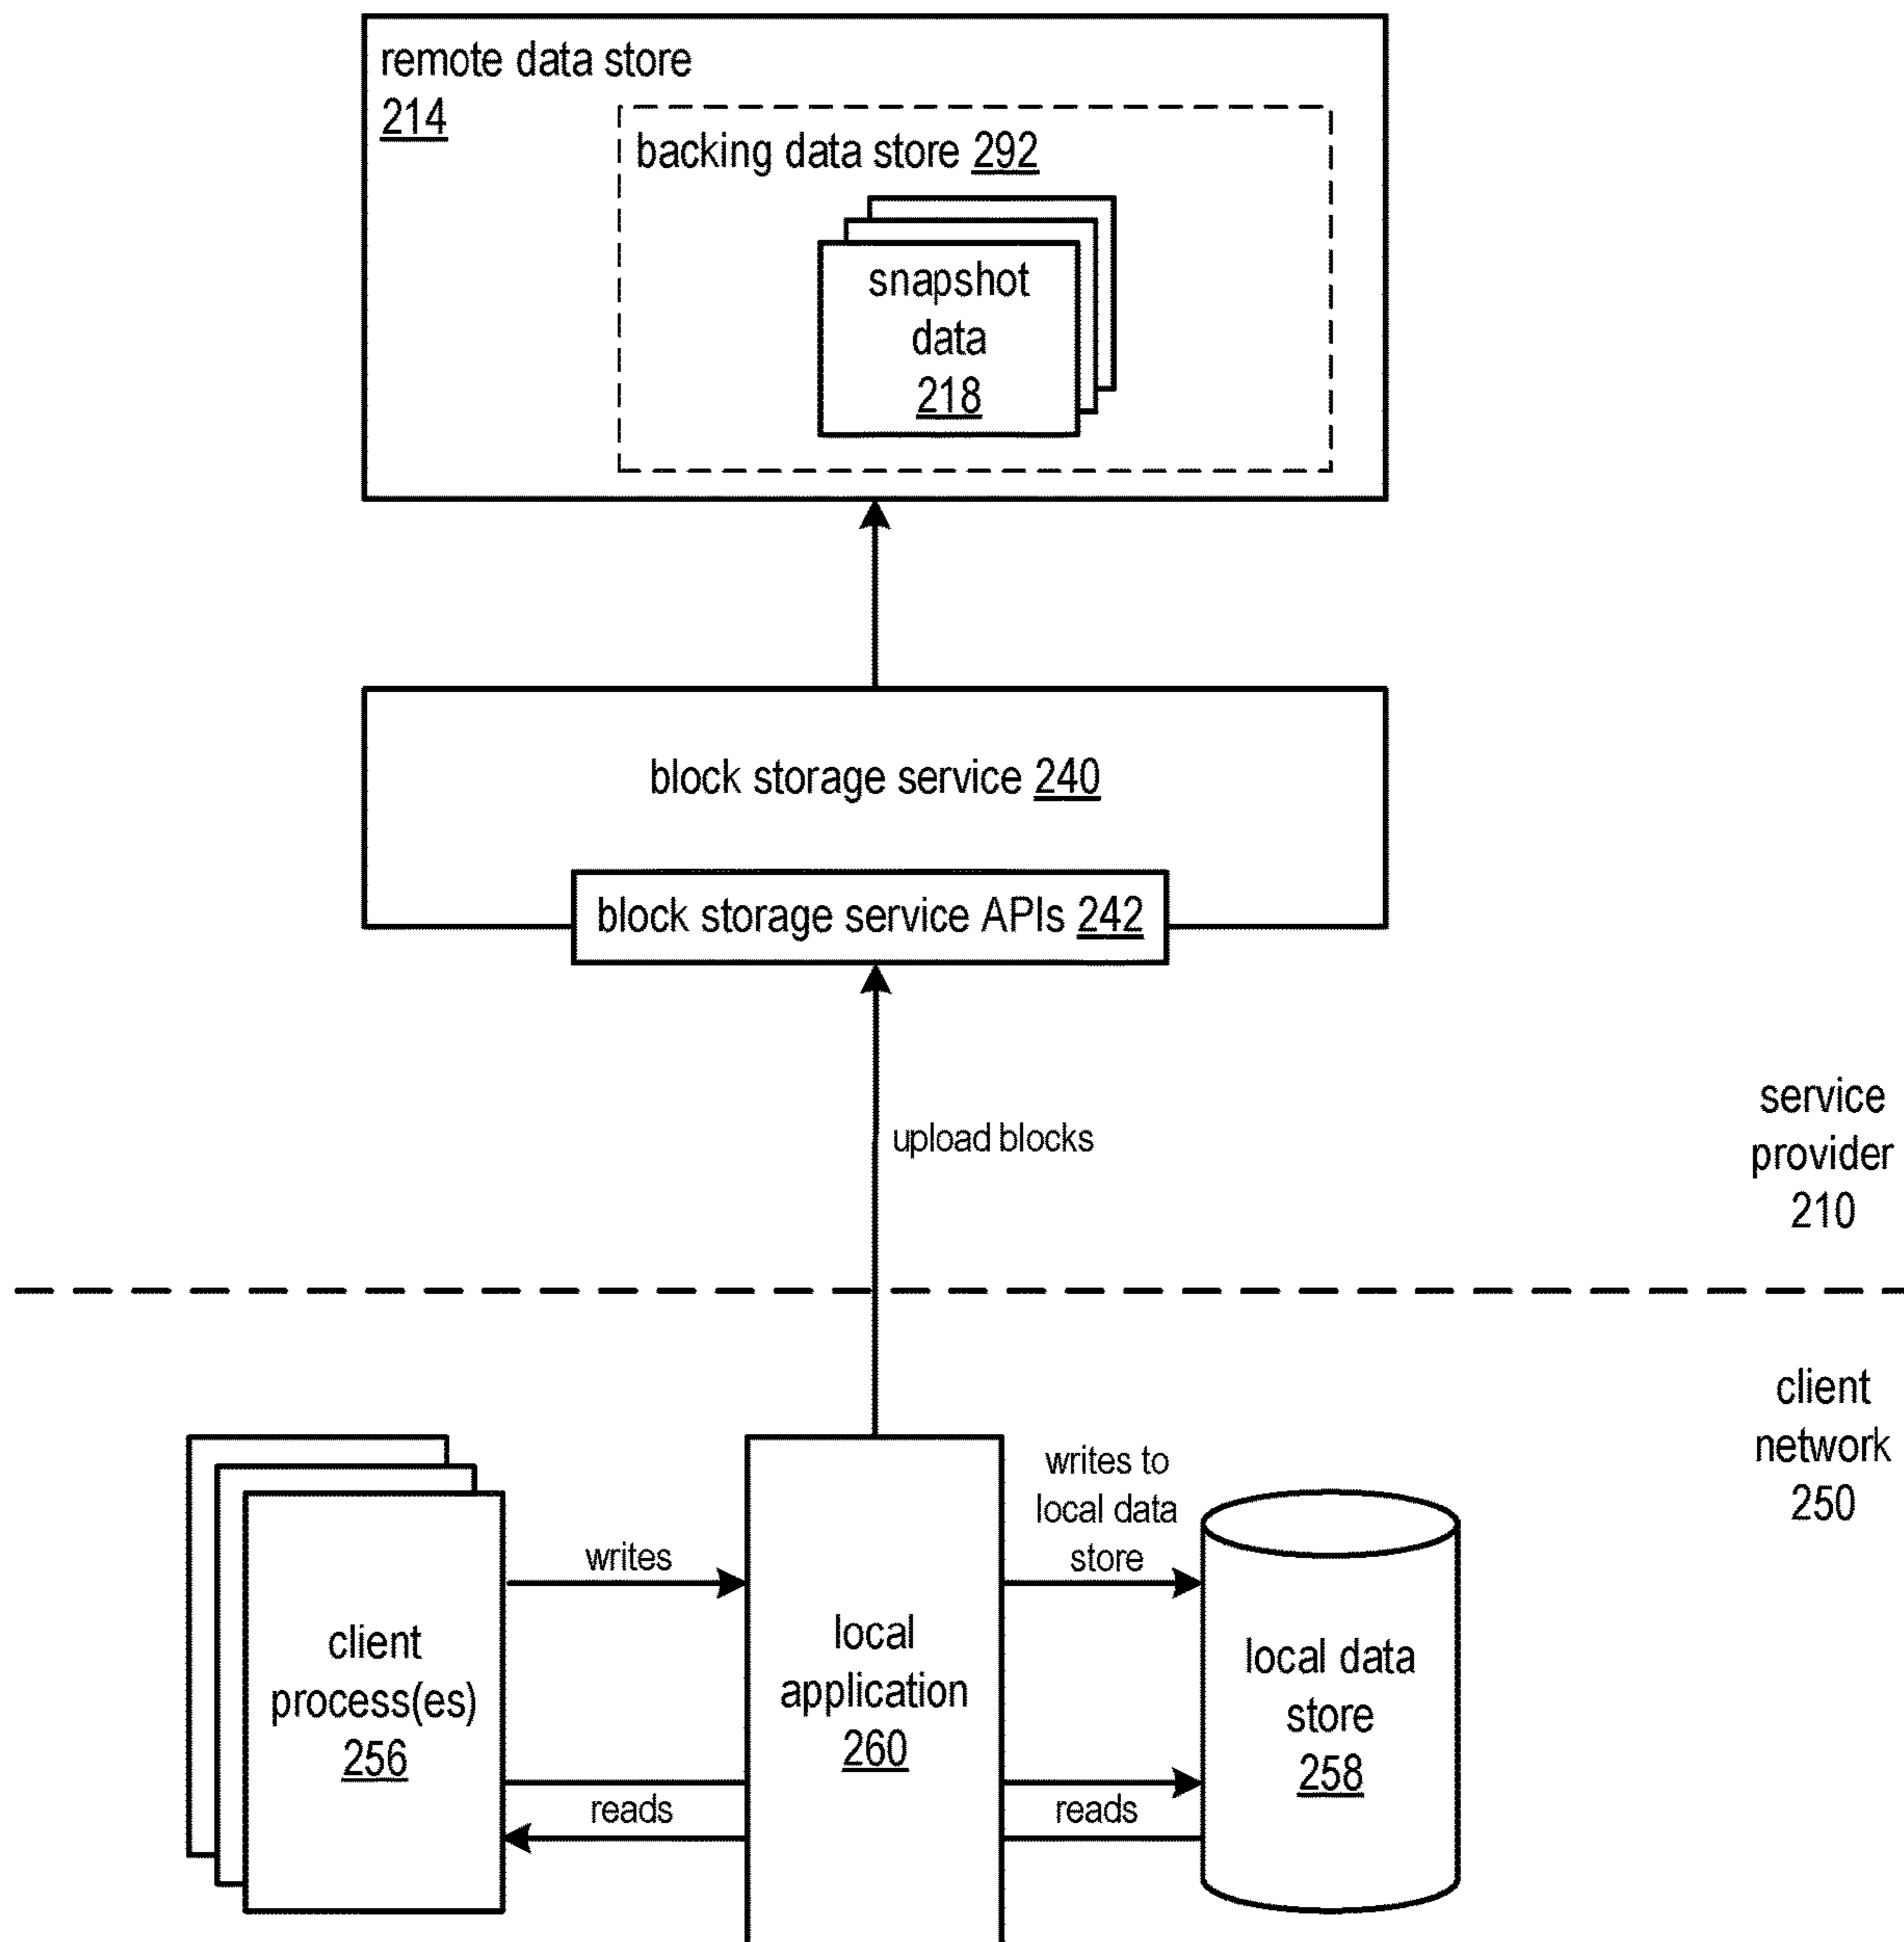 remote data store
214
backing data store 292
snapshot
data
218
block storage service 240
block storage service APIs 242
upload blocks
service
provider
210
client
network
250
client
process(es)
256
writes
reads
local
application
260
writes to
local data
store
reads
local data
store
258